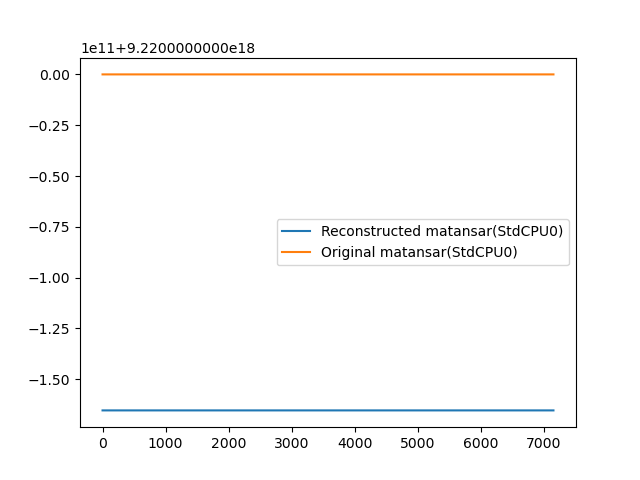 1e11+9.2200000000e18
0.00
−0.25
−0.50
−0.75
−1.00
−1.25
−1.50
Reconstructed matansar(StdCPU0)
Original matansar(StdCPU0)
0 1000 2000 3000 4000 5000 6000 7000